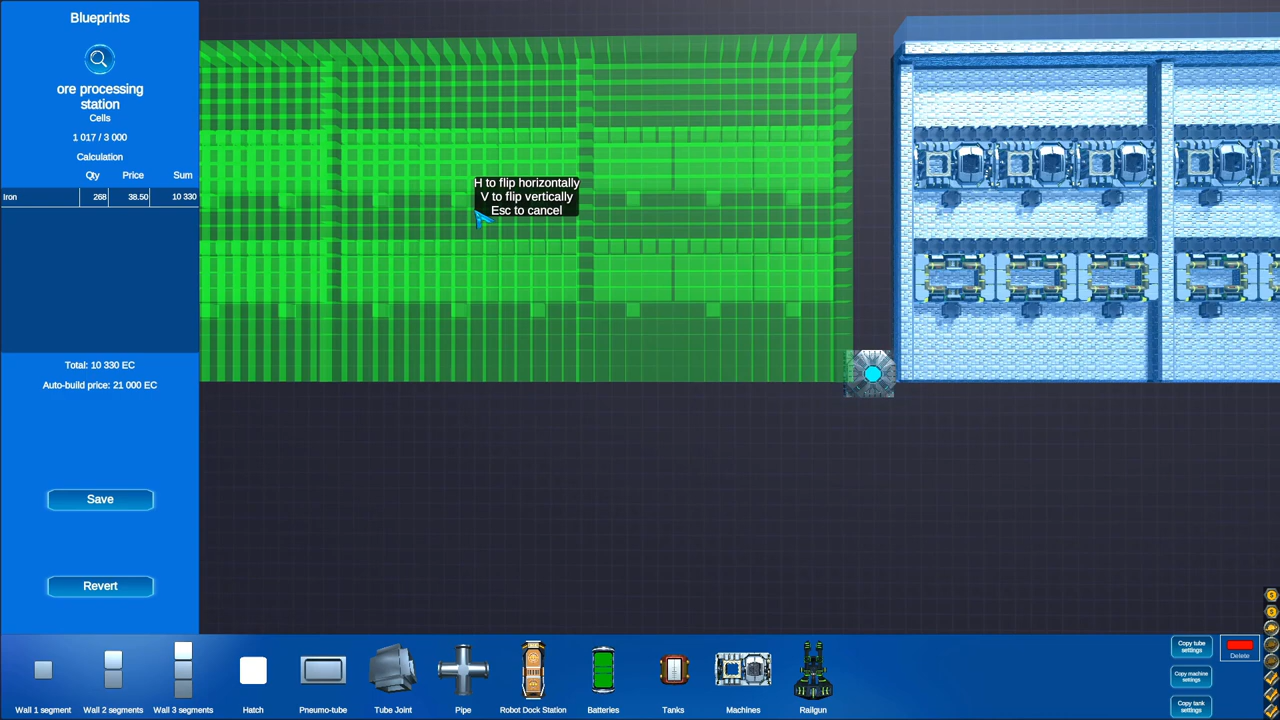 Blueprints
ore processing
station
Cells
1 017 / 3 000
Calculation
Qty Price Sum
Iron 268 38.50 10 330
Total: 10 330 EC
Auto-build price: 21 000 EC
Save
Revert
H to flip horizontally
V to flip vertically
Esc to cancel
Wall 1 segment
Wall 2 segments
Wall 3 segments
Hatch
Pneumo-tube
Tube Joint
Pipe
Robot Dock Station
Batteries
Tanks
Machines
Railgun
Copy tube
settings
Copy machine
settings
Copy tank
settings
Delete